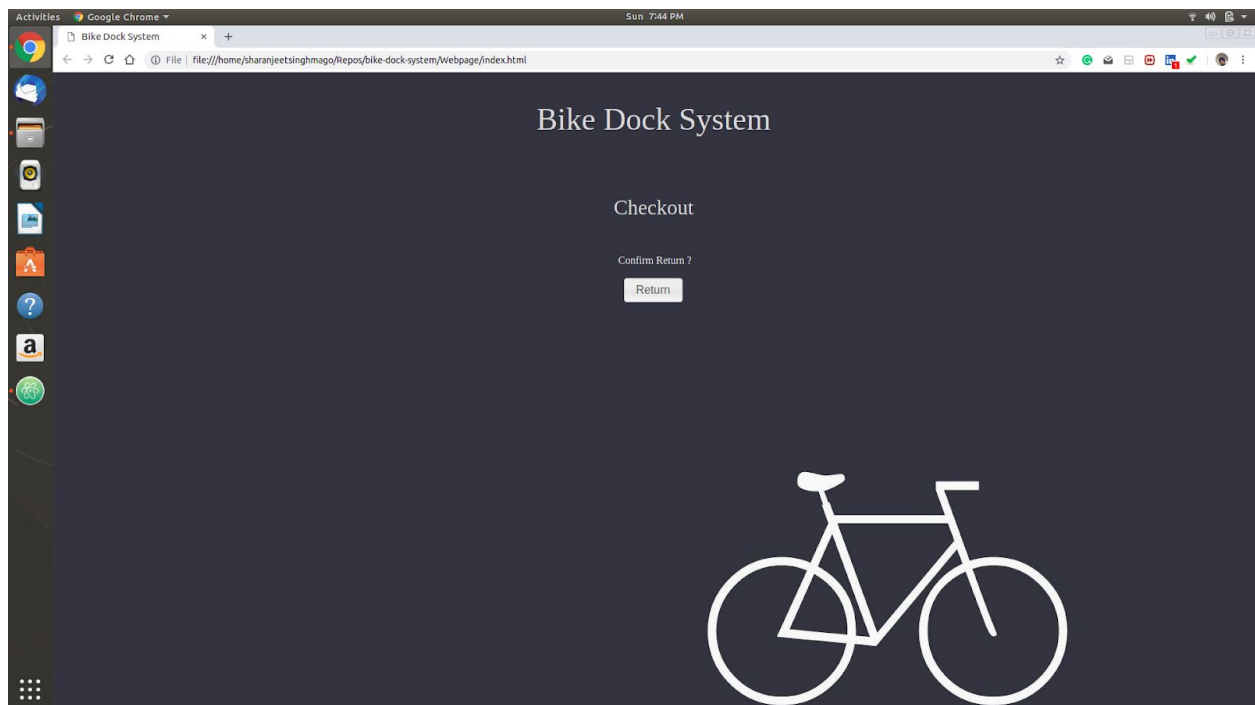 Activities Google Chrome Sun 7:44 PM
Bike Dock System
File file:///home/sharanjeetsinghmago/Repos/bike-dock-system/Webpage/index.html
Bike Dock System
Checkout
Confirm Return ?
Return